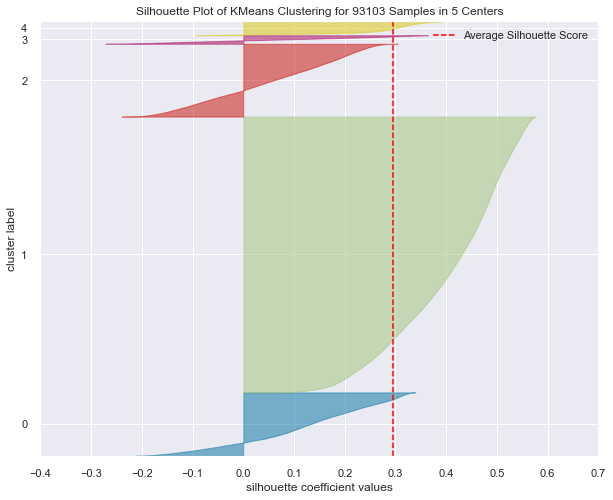 Silhouette Plot of KMeans Clustering for 93103 Samples in 5 Centers
Average Silhouette Score
4
3
2
1
0
cluster label
−0.4 −0.3 −0.2 −0.1 0.0 0.1 0.2 0.3 0.4 0.5 0.6 0.7
silhouette coefficient values